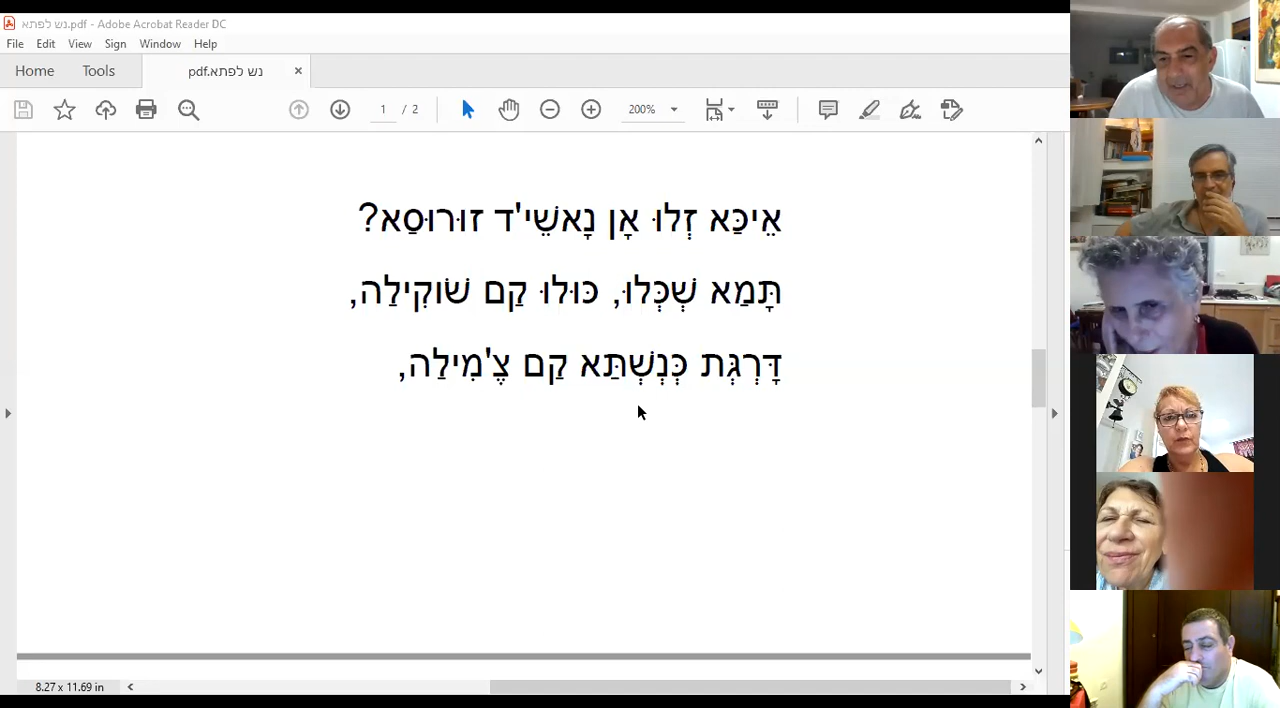 נש לפתא.pdf - Adobe Acrobat Reader DC
File Edit View Sign Window Help
Home Tools נש לפתא.pdf ×
1 / 2 200%
אֵיכַּא זְלוּ אָן נָאשֵׁי'ד זוּרוּסַא?
תָּמַא שְׁכְּלוּ, כּוּלוּ קַם שׁוקִילַה,
דָּרְגְּת כְּנְשְׁתַּא קַם צֶ'מִילַה,
8.27 x 11.69 in